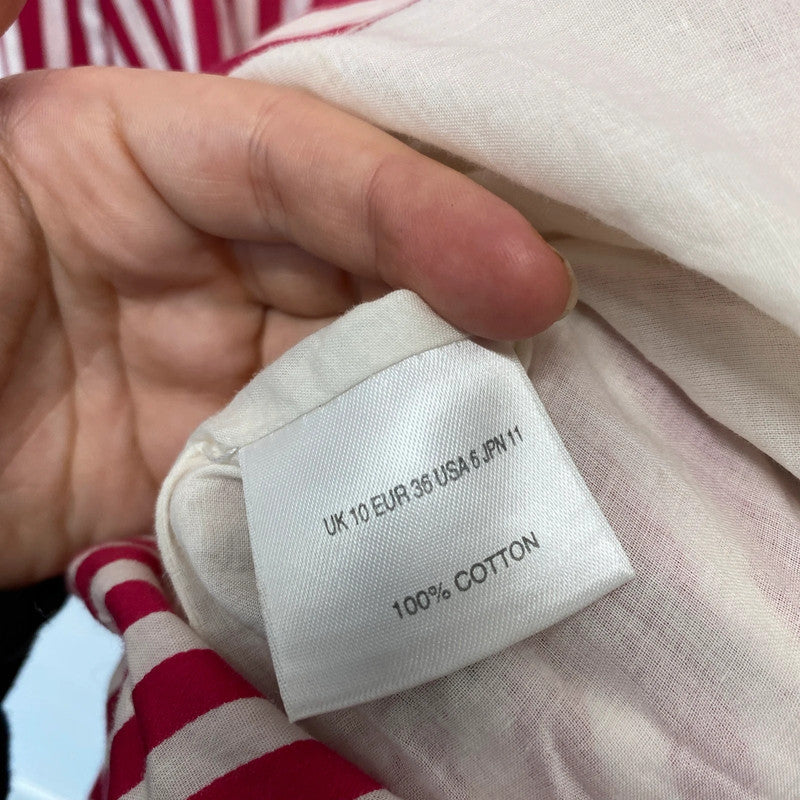 UK 10 EUR 36 USA 6 JPN 11
100% COTTON